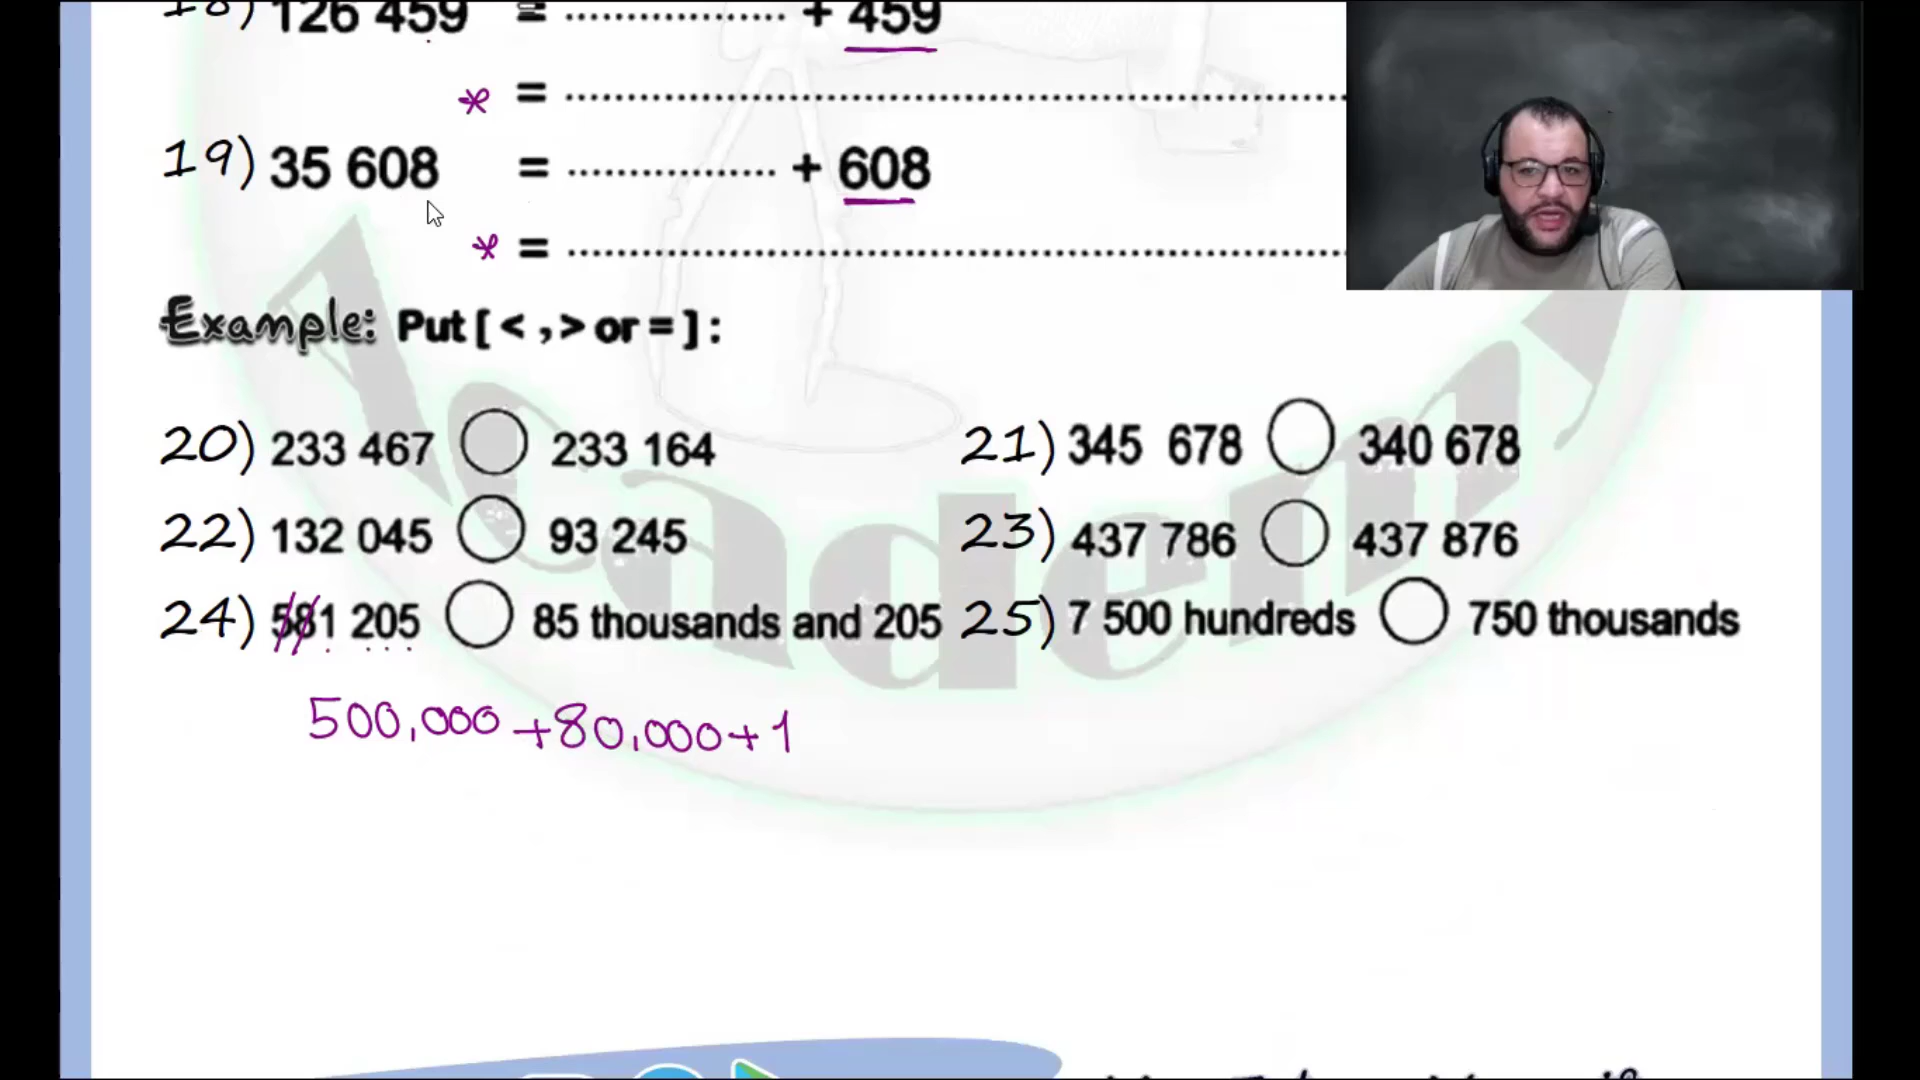 18) 126 459 = .................. + 459
* = ..................................................................
19) 35 608 = ................. + 608
* = ..................................................................
Example: Put [ < , > or = ] :
20) 233 467 ◯ 233 164
21) 345 678 ◯ 340 678
22) 132 045 ◯ 93 245
23) 437 786 ◯ 437 876
24) 581 205 ◯ 85 thousands and 205
25) 7 500 hundreds ◯ 750 thousands
500,000 + 80,000 + 1
Academy